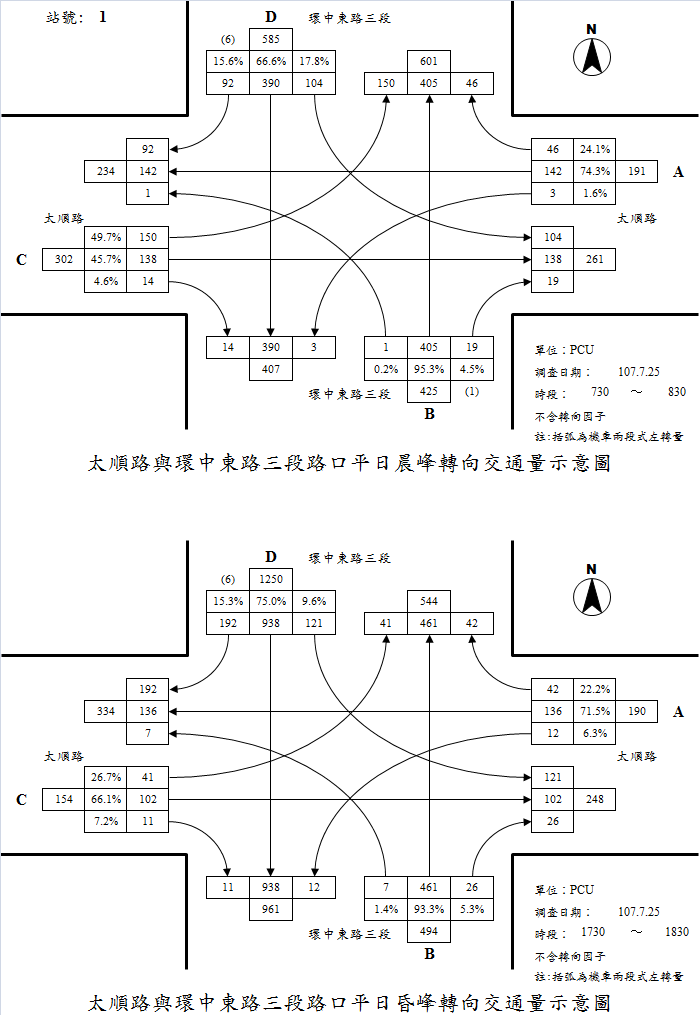 站號： 1
D 環中東路三段
N
(6) 585
15.6% 66.6% 17.8%
92 390 104
601
150 405 46
92
234 142
1
46 24.1%
142 74.3% 191
3 1.6%
A
大順路
大順路
49.7% 150
302 45.7% 138
4.6% 14
C
104
138 261
19
14 390 3
407
環中東路三段
1 405 19
0.2% 95.3% 4.5%
425 (1)
B
單位：PCU
調查日期： 107.7.25
時段： 730 ～ 830
不含轉向因子
註:括弧為機車兩段式左轉量
大順路與環中東路三段路口平日晨峰轉向交通量示意圖
D 環中東路三段
N
(6) 1250
15.3% 75.0% 9.6%
192 938 121
544
41 461 42
192
334 136
7
42 22.2%
136 71.5% 190
12 6.3%
A
大順路
大順路
26.7% 41
154 66.1% 102
7.2% 11
C
121
102 248
26
11 938 12
961
環中東路三段
7 461 26
1.4% 93.3% 5.3%
494
B
單位：PCU
調查日期： 107.7.25
時段： 1730 ～ 1830
不含轉向因子
註:括弧為機車兩段式左轉量
大順路與環中東路三段路口平日昏峰轉向交通量示意圖